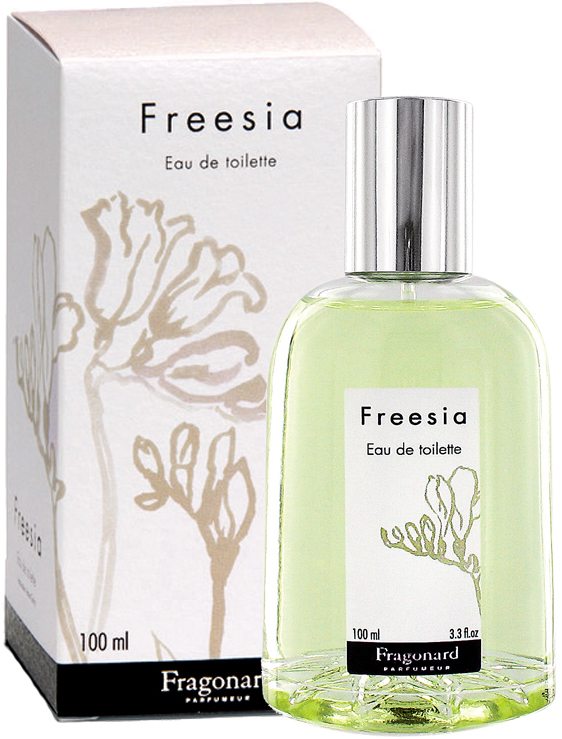 Freesia
Eau de toilette
Freesia
100 ml
Fragonard
PARFUMEUR
Freesia
Eau de toilette
100 ml 3.3 fl.oz
Fragonard
PARFUMEUR